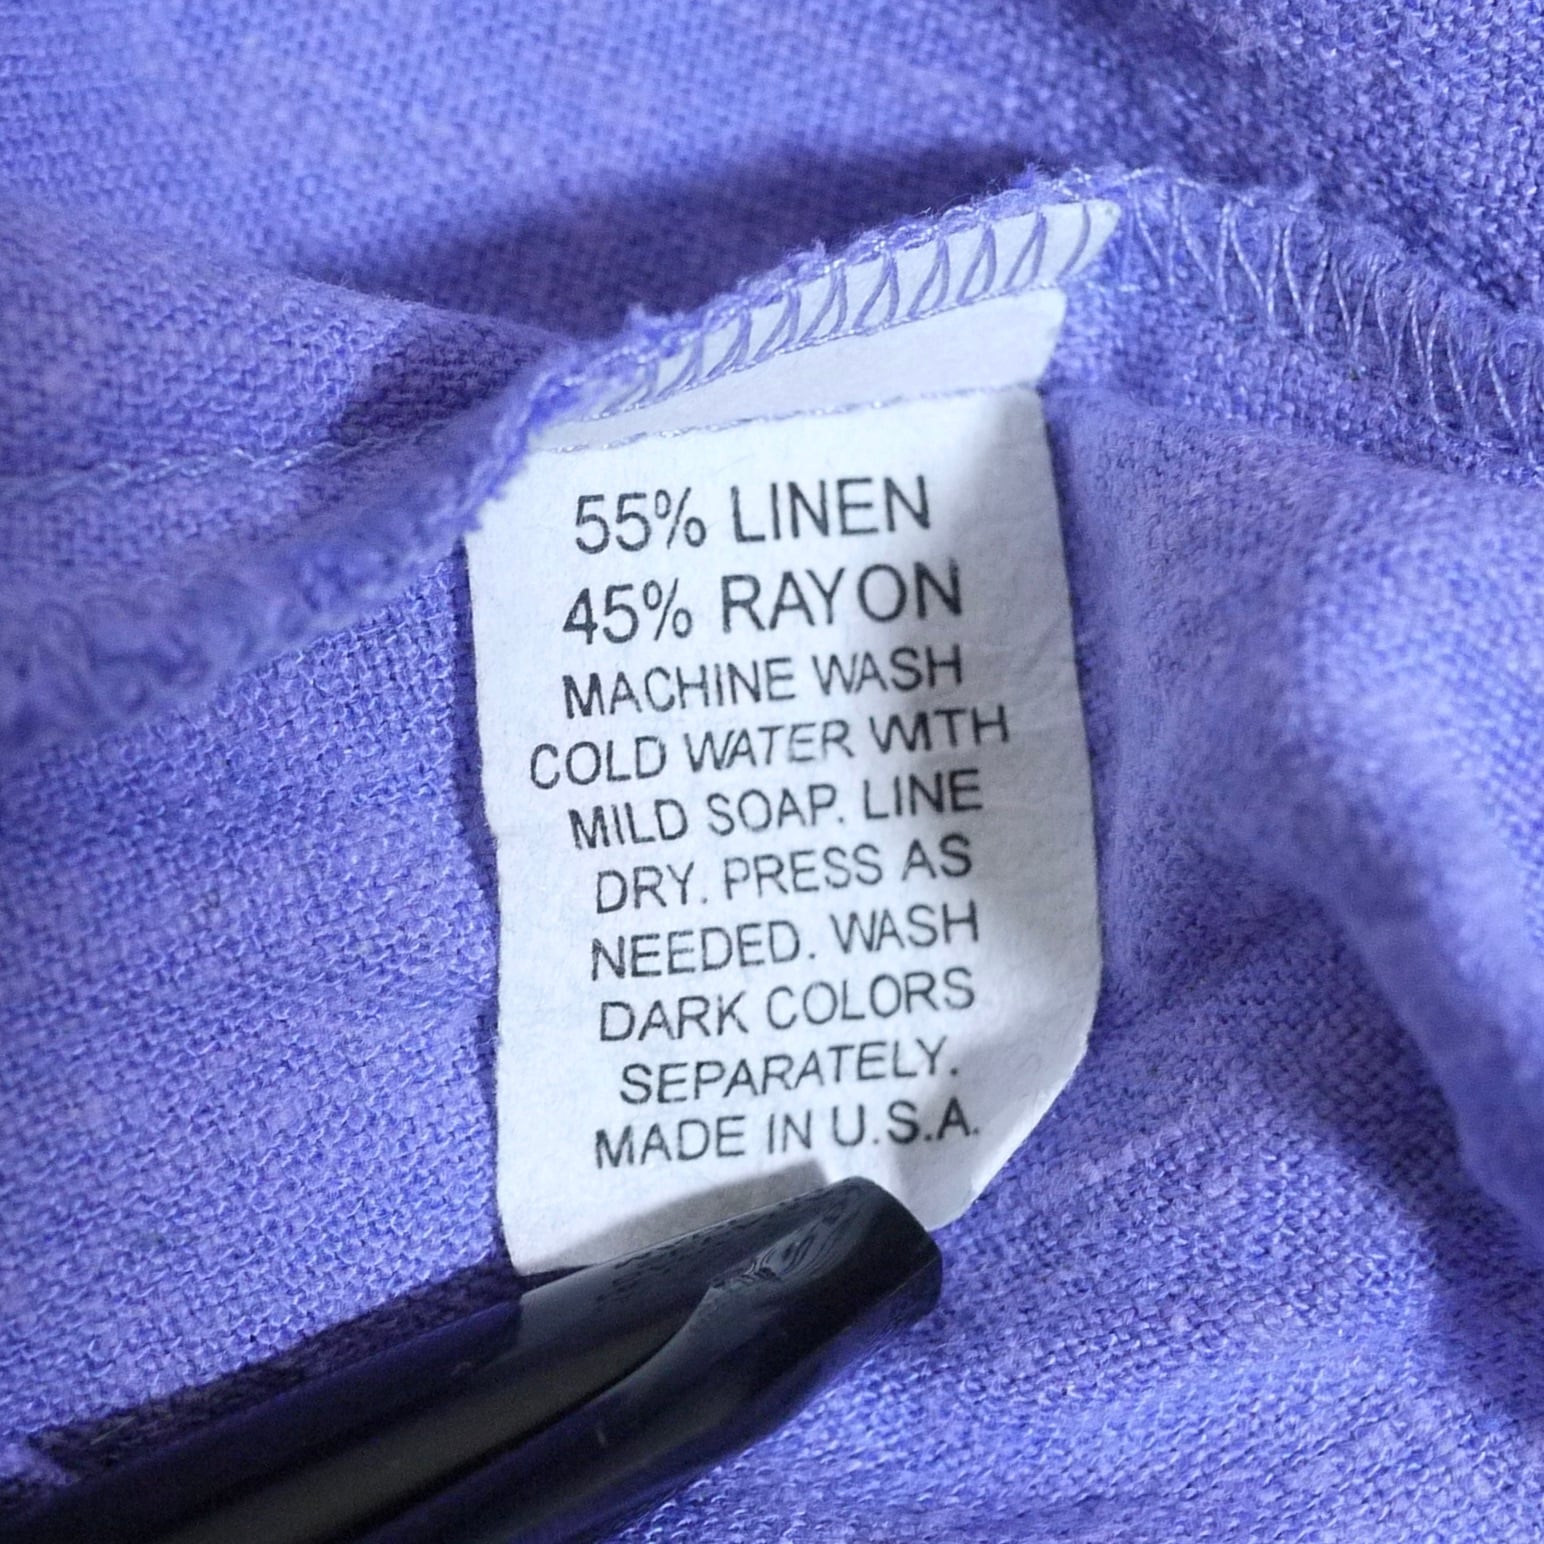 55% LINEN
45% RAYON
MACHINE WASH
COLD WATER WITH
MILD SOAP. LINE
DRY. PRESS AS
NEEDED. WASH
DARK COLORS
SEPARATELY.
MADE IN U.S.A.